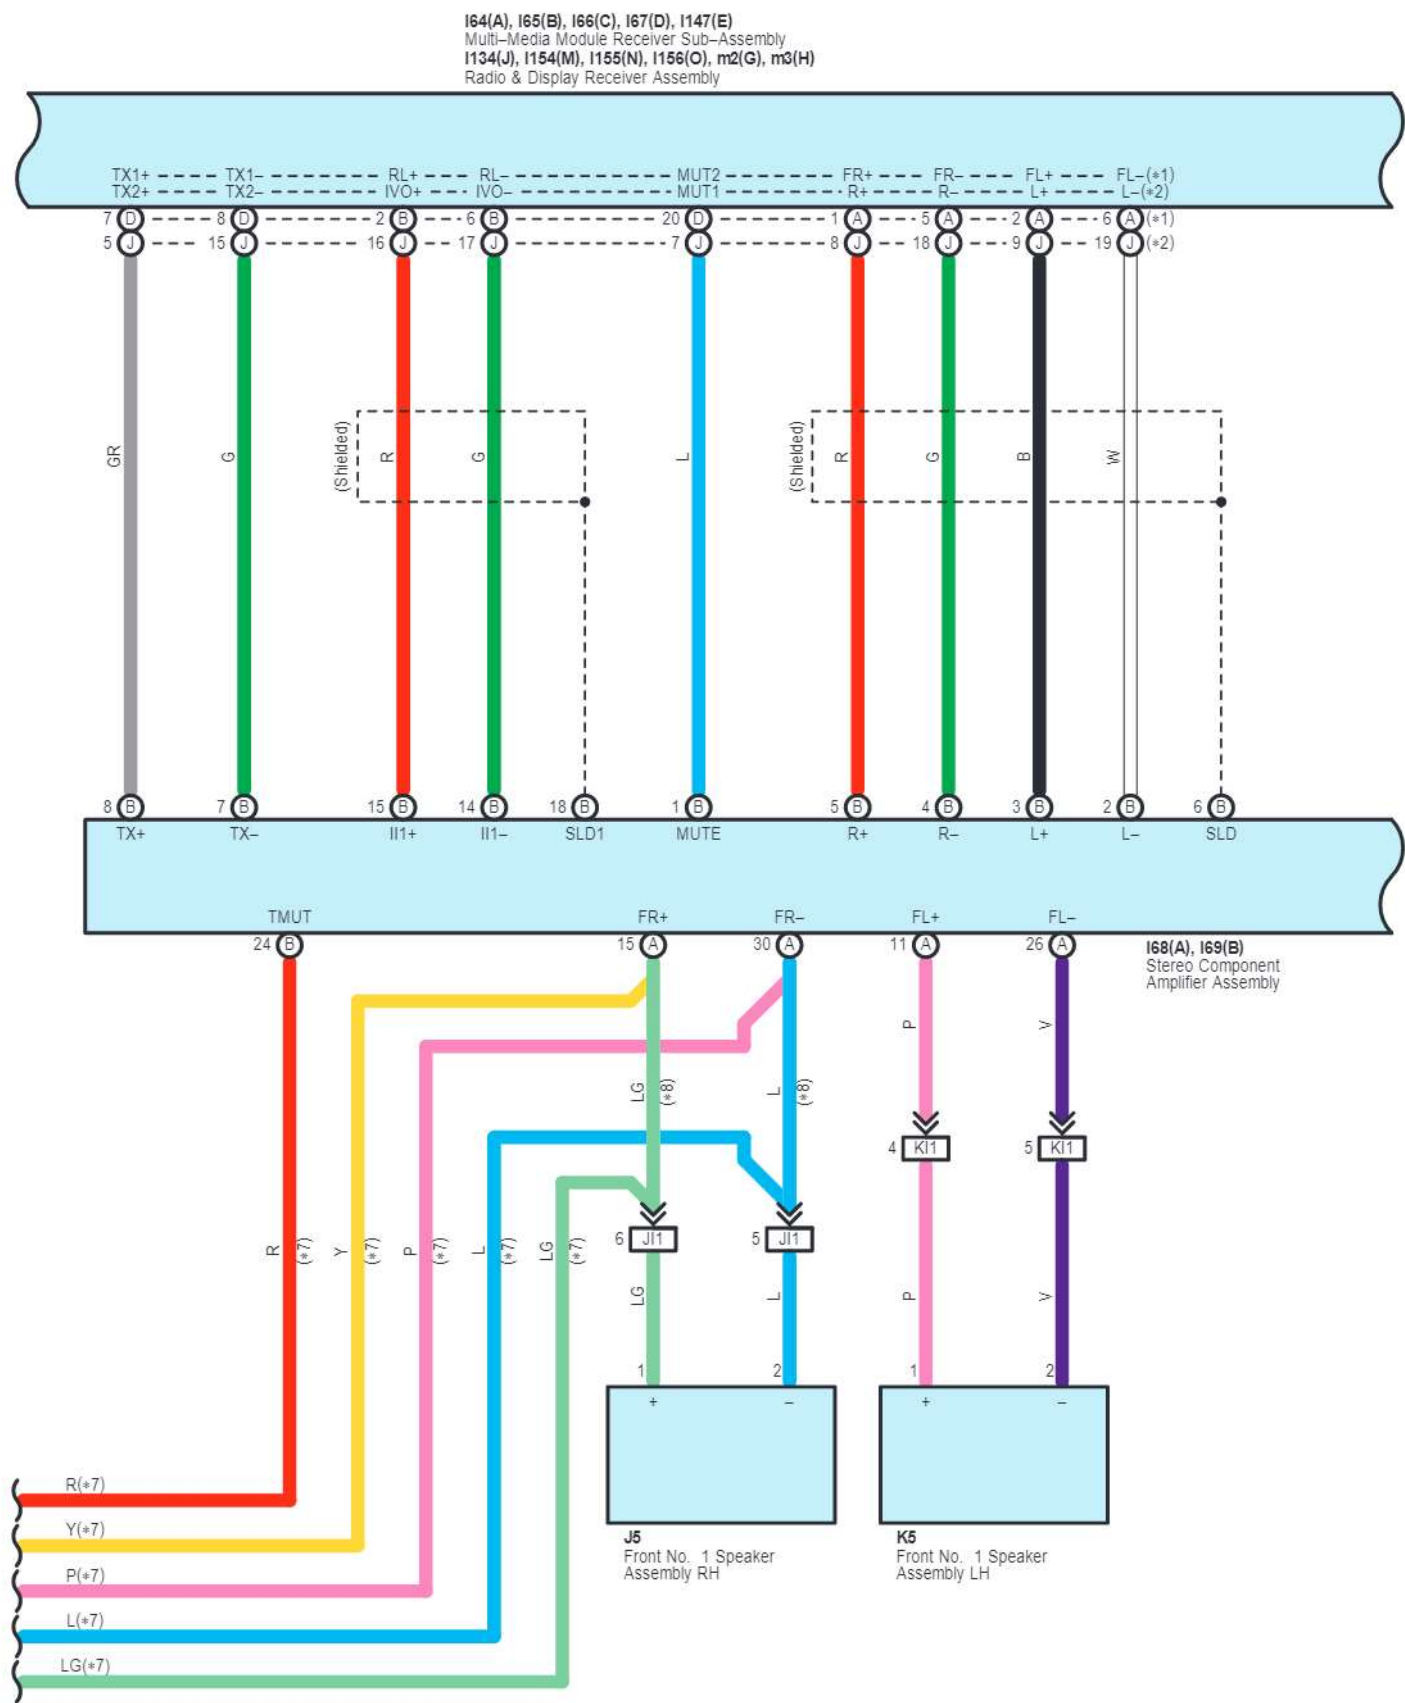 I64(A), I65(B), I66(C), I67(D), I147(E)
Multi–Media Module Receiver Sub–Assembly
I134(J), I154(M), I155(N), I156(O), m2(G), m3(H)
Radio & Display Receiver Assembly
TX1+ TX1– RL+ RL– MUT2 FR+ FR– FL+ FL–(*1)
TX2+ TX2– IVO+ IVO– MUT1 R+ R– L+ L–(*2)
7 D 8 D 2 B 6 B 20 D 1 A 5 A 2 A 6 A (*1)
5 J 15 J 16 J 17 J 7 J 8 J 18 J 9 J 19 J (*2)
GR G (Shielded) R G L (Shielded) R G B W
8 B 7 B 15 B 14 B 18 B 1 B 5 B 4 B 3 B 2 B 6 B
TX+ TX– II1+ II1– SLD1 MUTE R+ R– L+ L– SLD
TMUT FR+ FR– FL+ FL–
24 B 15 A 30 A 11 A 26 A
I68(A), I69(B)
Stereo Component
Amplifier Assembly
P V
LG (*8) L (*8)
4 KI1 5 KI1
6 JI1 5 JI1
R (*7) Y (*7) P (*7) L (*7) LG (*7)
LG L P V
1 2 1 2
+ – + –
R(*7)
Y(*7)
P(*7)
L(*7)
LG(*7)
J5
Front No. 1 Speaker
Assembly RH
K5
Front No. 1 Speaker
Assembly LH